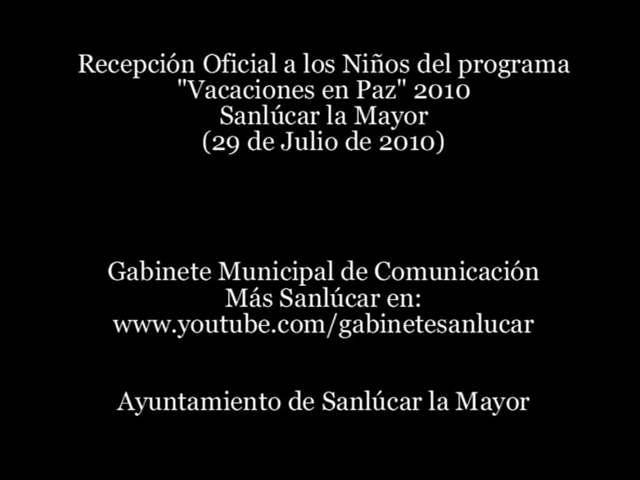 Recepción Oficial a los Niños del programa
"Vacaciones en Paz" 2010
Sanlúcar la Mayor
(29 de Julio de 2010)
Gabinete Municipal de Comunicación
Más Sanlúcar en:
www.youtube.com/gabinetesanlucar
Ayuntamiento de Sanlúcar la Mayor